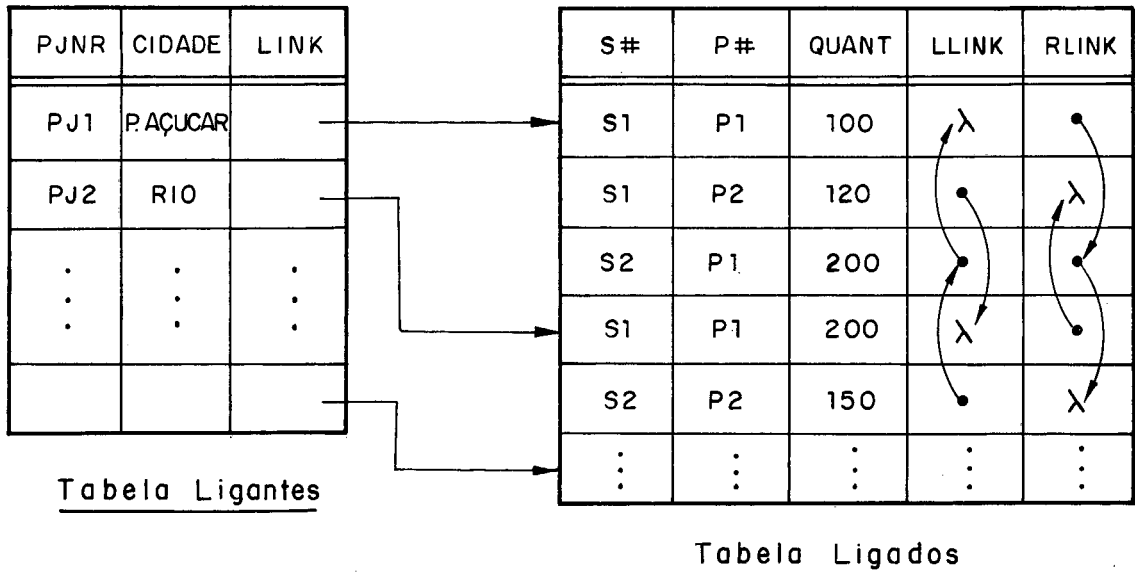 PJNR CIDADE LINK
PJ1 P. AÇUCAR
PJ2 RIO
Tabela Ligantes
S# P# QUANT LLINK RLINK
S1 P1 100 λ
S1 P2 120 λ
S2 P1 200
S1 P1 200 λ
S2 P2 150 λ
Tabela Ligados